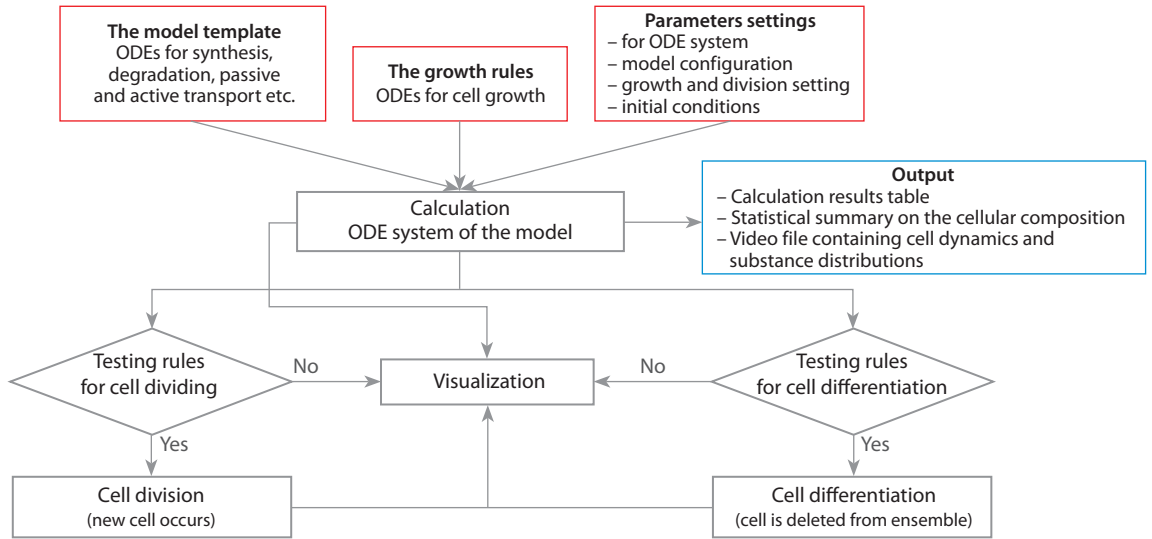 The model template
ODEs for synthesis,
degradation, passive
and active transport etc.
The growth rules
ODEs for cell growth
Parameters settings
– for ODE system
– model configuration
– growth and division setting
– initial conditions
Calculation
ODE system of the model
Output
– Calculation results table
– Statistical summary on the cellular composition
– Video file containing cell dynamics and
substance distributions
Testing rules
for cell dividing
No
Visualization
No
Testing rules
for cell differentiation
Yes
Yes
Cell division
(new cell occurs)
Cell differentiation
(cell is deleted from ensemble)